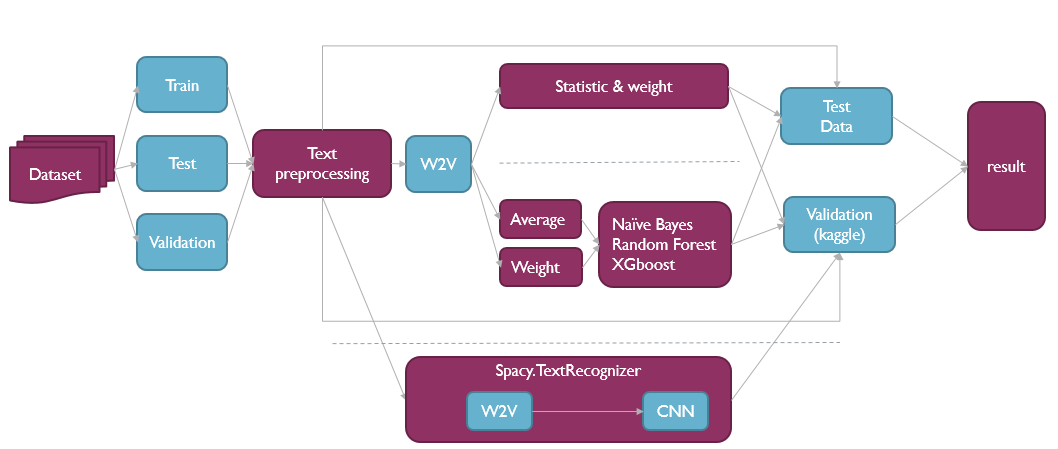 Dataset
Train
Test
Validation
Text
preprocessing
W2V
Statistic & weight
Average
Weight
Naïve Bayes
Random Forest
XGboost
Test
Data
Validation
(kaggle)
result
Spacy.TextRecognizer
W2V
CNN